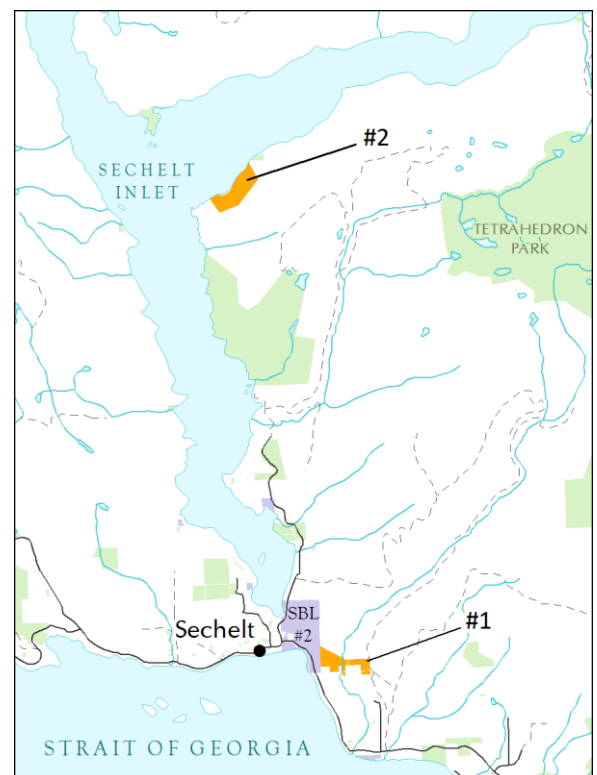 #2
SECHELT
INLET
TETRAHEDRON
PARK
SBL
#2
Sechelt
#1
STRAIT OF GEORGIA